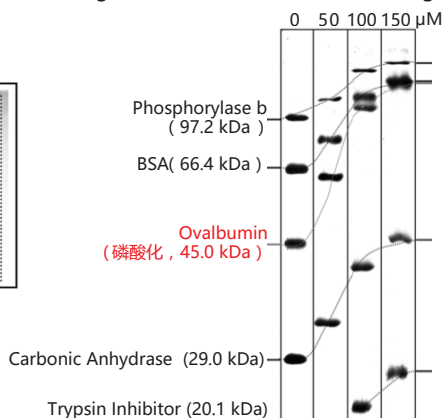 0 50 100 150 μM
Phosphorylase b
( 97.2 kDa )
BSA( 66.4 kDa )
Ovalbumin
(磷酸化，45.0 kDa )
Carbonic Anhydrase (29.0 kDa)
Trypsin Inhibitor (20.1 kDa)